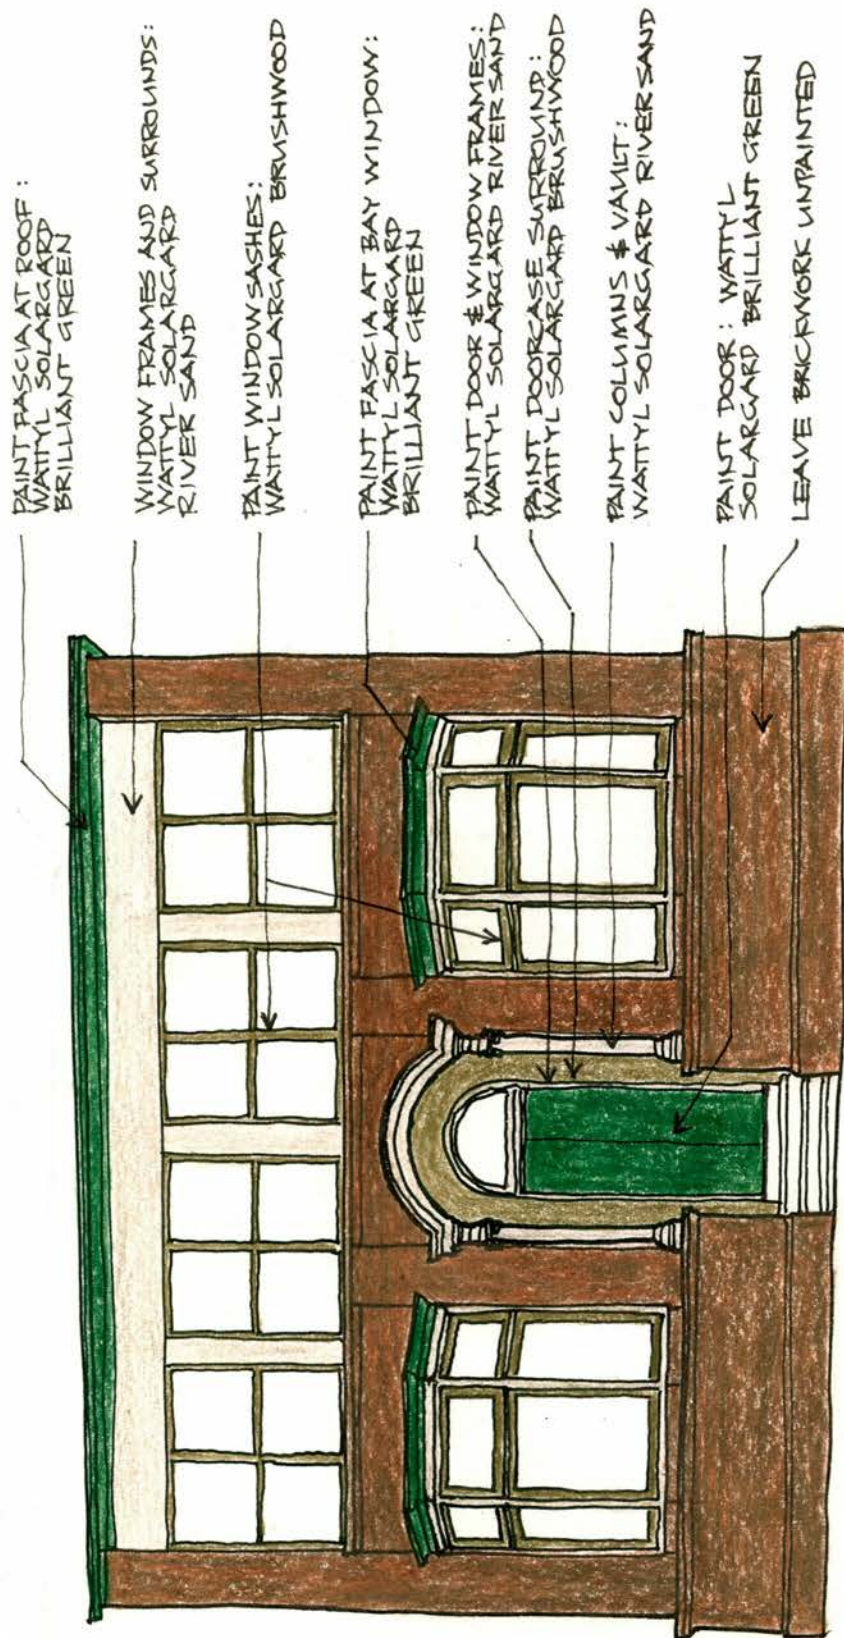 PAINT FASCIA AT ROOF:
WATTYL SOLARGARD
BRILLIANT GREEN
WINDOW FRAMES AND SURROUNDS:
WATTYL SOLARGARD
RIVER SAND
PAINT WINDOW SASHES:
WATTYL SOLARGARD BRUSHWOOD
PAINT FASCIA AT BAY WINDOW:
WATTYL SOLARGARD
BRILLIANT GREEN
PAINT DOOR & WINDOW FRAMES:
WATTYL SOLARGARD RIVER SAND
PAINT DOORCASE SURROUND:
WATTYL SOLARGARD BRUSHWOOD
PAINT COLUMNS & VAULT:
WATTYL SOLARGARD RIVER SAND
PAINT DOOR: WATTYL
SOLARGARD BRILLIANT GREEN
LEAVE BRICKWORK UNPAINTED